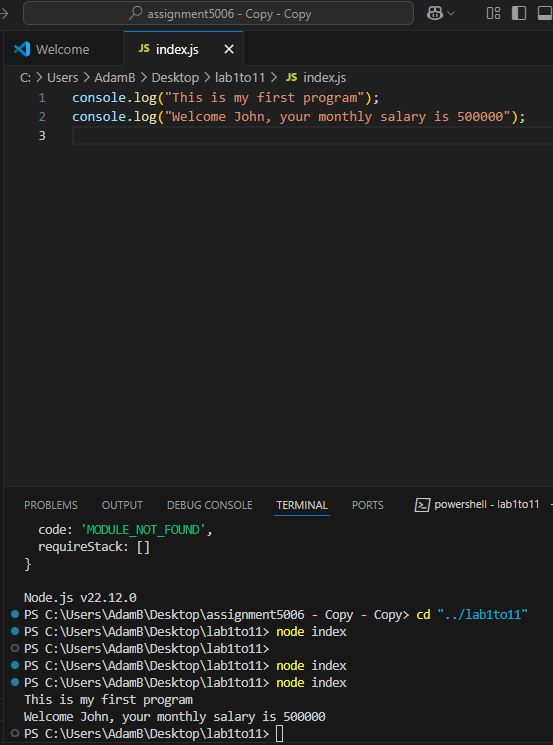 assignment5006 - Copy - Copy
Welcome
JS index.js
C: > Users > AdamB > Desktop > lab1to11 > JS index.js
1 console.log("This is my first program");
2 console.log("Welcome John, your monthly salary is 500000");
3
PROBLEMS OUTPUT DEBUG CONSOLE TERMINAL PORTS powershell - lab1to11
code: 'MODULE_NOT_FOUND',
requireStack: []
}
Node.js v22.12.0
PS C:\Users\AdamB\Desktop\assignment5006 - Copy - Copy> cd "../lab1to11"
PS C:\Users\AdamB\Desktop\lab1to11> node index
PS C:\Users\AdamB\Desktop\lab1to11>
PS C:\Users\AdamB\Desktop\lab1to11> node index
PS C:\Users\AdamB\Desktop\lab1to11> node index
This is my first program
Welcome John, your monthly salary is 500000
PS C:\Users\AdamB\Desktop\lab1to11>